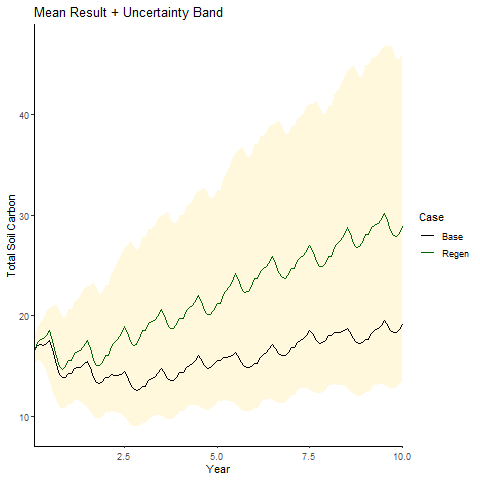 Mean Result + Uncertainty Band
Total Soil Carbon
40
30
20
10
2.5
5.0
7.5
10.0
Year
Case
Base
Regen